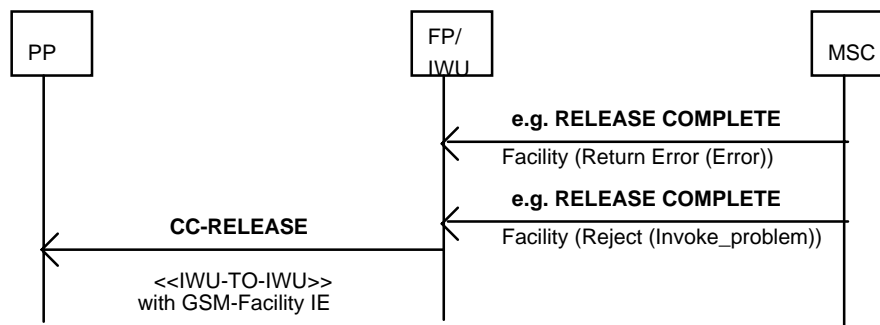 PP
FP/
IWU
MSC
e.g. RELEASE COMPLETE
Facility (Return Error (Error))
e.g. RELEASE COMPLETE
Facility (Reject (Invoke_problem))
CC-RELEASE
<<IWU-TO-IWU>>
with GSM-Facility IE